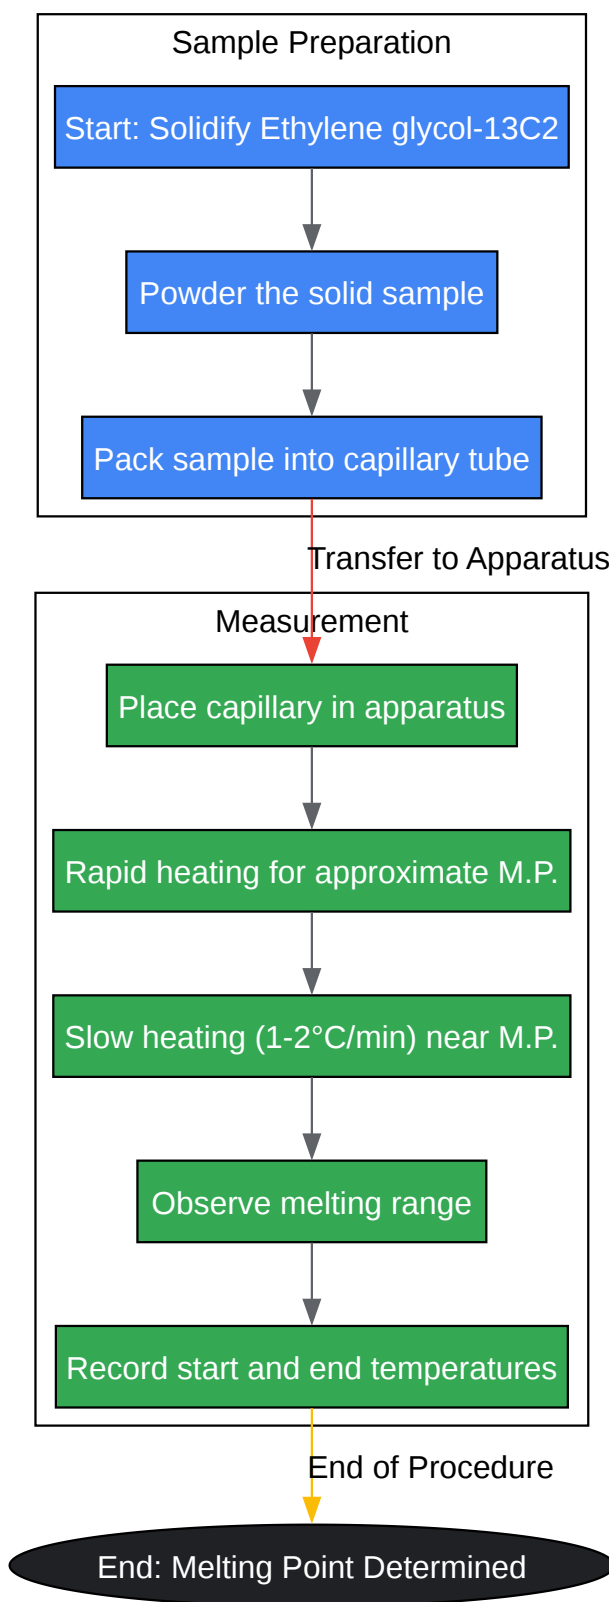 Sample Preparation
Start: Solidify Ethylene glycol-13C2
Powder the solid sample
Pack sample into capillary tube
Transfer to Apparatus
Measurement
Place capillary in apparatus
Rapid heating for approximate M.P.
Slow heating (1-2°C/min) near M.P.
Observe melting range
Record start and end temperatures
End of Procedure
End: Melting Point Determined